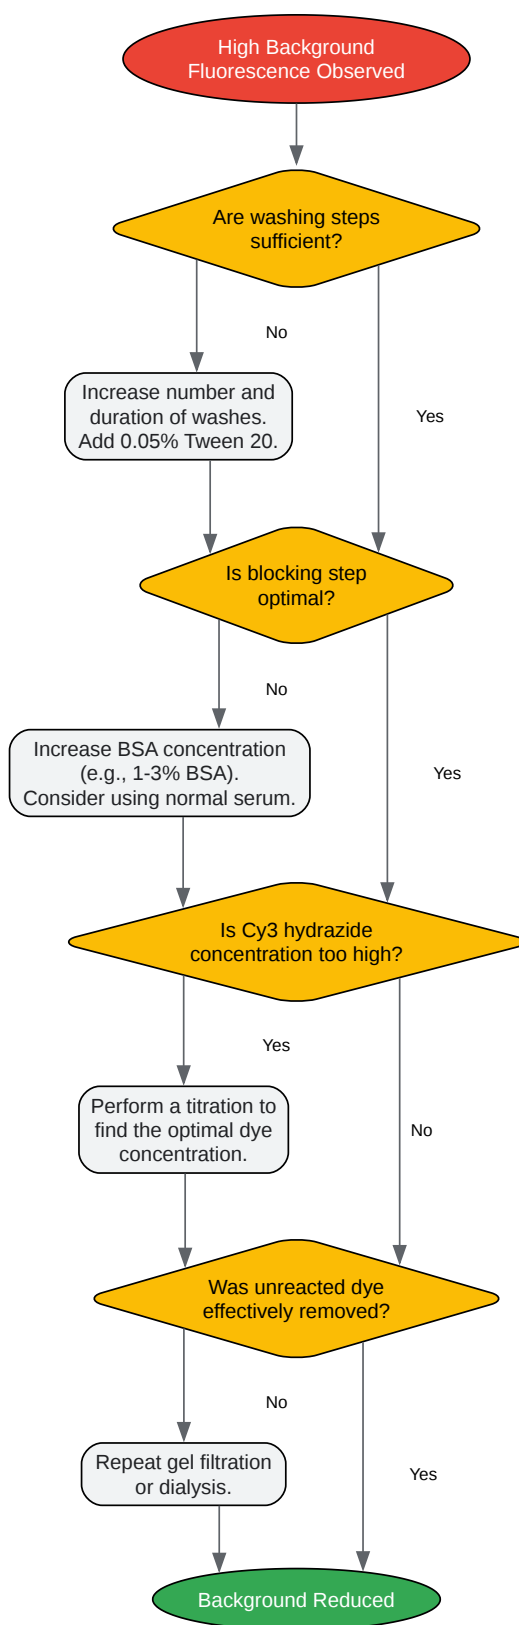 High Background
Fluorescence Observed
Are washing steps
sufficient?
No
Increase number and
duration of washes.
Add 0.05% Tween 20.
Yes
Is blocking step
optimal?
No
Increase BSA concentration
(e.g., 1-3% BSA).
Consider using normal serum.
Yes
Is Cy3 hydrazide
concentration too high?
Yes
Perform a titration to
find the optimal dye
concentration.
No
Was unreacted dye
effectively removed?
No
Repeat gel filtration
or dialysis.
Yes
Background Reduced